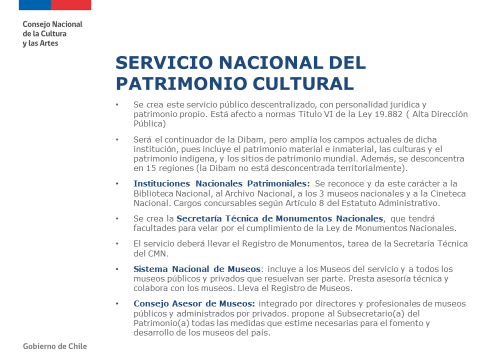 Consejo Nacional
de la Cultura
y las Artes
SERVICIO NACIONAL DEL
PATRIMONIO CULTURAL
• Se crea este servicio público descentralizado, con personalidad jurídica y
patrimonio propio. Está afecto a normas Titulo VI de la Ley 19.882 ( Alta Dirección
Pública)
• Será el continuador de la Dibam, pero amplía los campos actuales de dicha
institución, pues incluye el patrimonio material e inmaterial, las culturas y el
patrimonio indígena, y los sitios de patrimonio mundial. Además, se desconcentra
en 15 regiones (la Dibam no está desconcentrada territorialmente).
• Instituciones Nacionales Patrimoniales: Se reconoce y da este carácter a la
Biblioteca Nacional, al Archivo Nacional, a los 3 museos nacionales y a la Cineteca
Nacional. Cargos concursables según Artículo 8 del Estatuto Administrativo.
• Se crea la Secretaría Técnica de Monumentos Nacionales, que tendrá
facultades para velar por el cumplimiento de la Ley de Monumentos Nacionales.
• El servicio deberá llevar el Registro de Monumentos, tarea de la Secretaría Técnica
del CMN.
• Sistema Nacional de Museos: incluye a los Museos del servicio y a todos los
museos públicos y privados que resuelvan ser parte. Presta asesoría técnica y
colabora con los museos. Lleva el Registro de Museos.
• Consejo Asesor de Museos: integrado por directores y profesionales de museos
públicos y administrados por privados. propone al Subsecretario(a) del
Patrimonio(a) todas las medidas que estime necesarias para el fomento y
desarrollo de los museos del país.
Gobierno de Chile